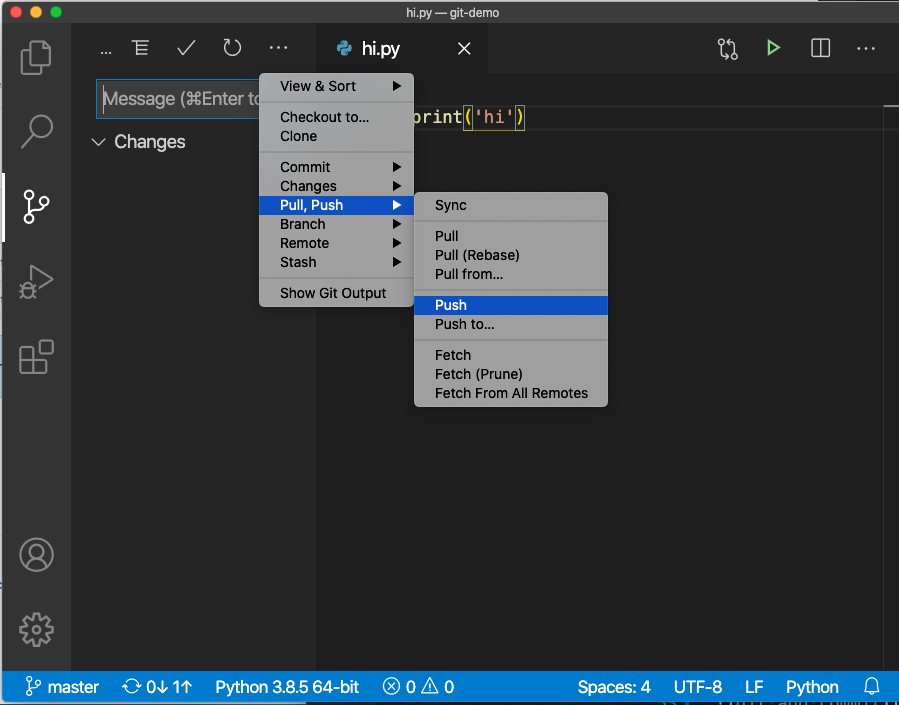 hi.py — git-demo
...
hi.py
Message (⌘Enter to
print('hi')
Changes
View & Sort
Checkout to...
Clone
Commit
Changes
Pull, Push
Branch
Remote
Stash
Show Git Output
Sync
Pull
Pull (Rebase)
Pull from...
Push
Push to...
Fetch
Fetch (Prune)
Fetch From All Remotes
master 0↓ 1↑ Python 3.8.5 64-bit 0 0 Spaces: 4 UTF-8 LF Python